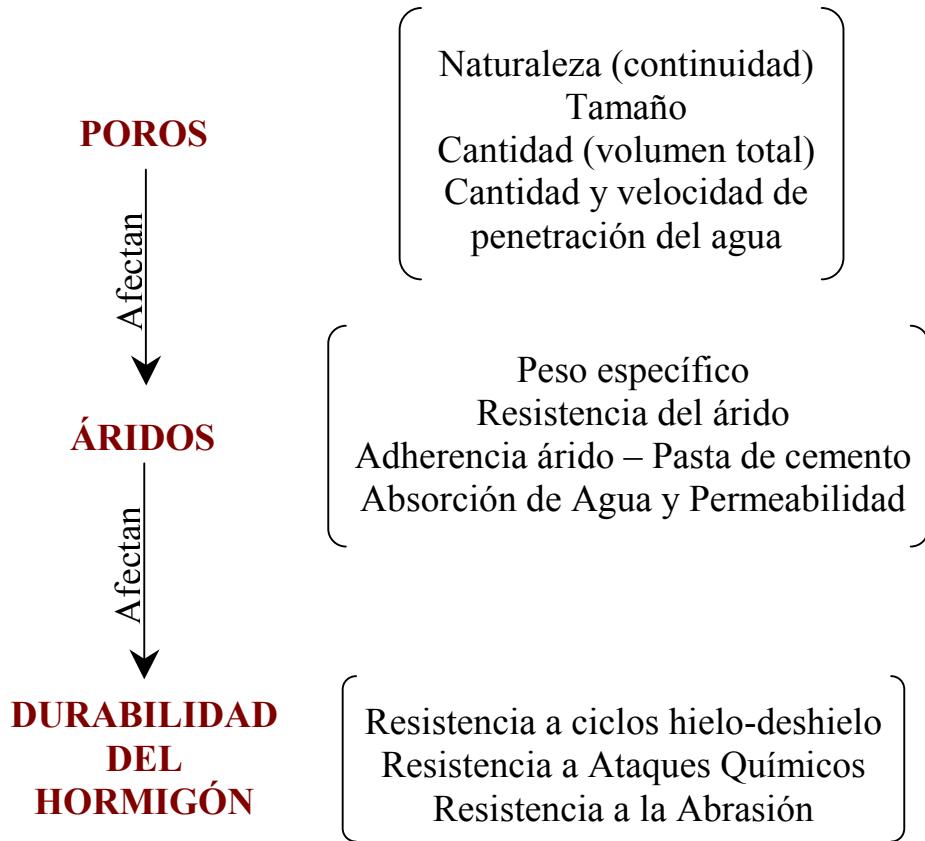 POROS
Naturaleza (continuidad)
Tamaño
Cantidad (volumen total)
Cantidad y velocidad de
penetración del agua
Afectan
ÁRIDOS
Peso específico
Resistencia del árido
Adherencia árido – Pasta de cemento
Absorción de Agua y Permeabilidad
Afectan
DURABILIDAD
DEL
HORMIGÓN
Resistencia a ciclos hielo-deshielo
Resistencia a Ataques Químicos
Resistencia a la Abrasión